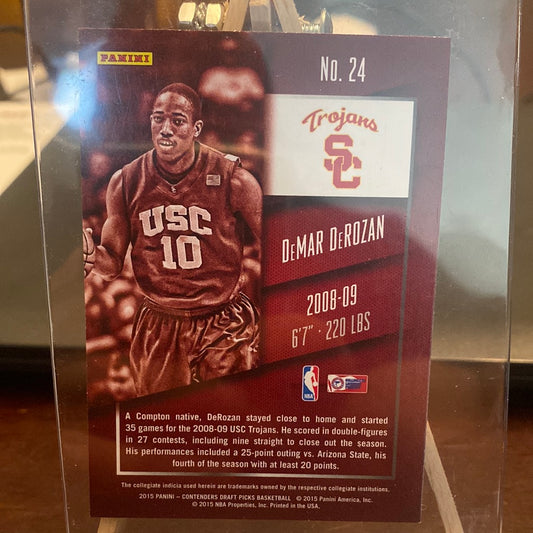 PANINI
No. 24
Trojans
SC
USC
10
DeMar DeRozan
2008-09
6'7" · 220 LBS
NBA
A Compton native, DeRozan stayed close to home and started
35 games for the 2008-09 USC Trojans. He scored in double-figures
in 27 contests, including nine straight to close out the season.
His performances included a 25-point outing vs. Arizona State, his
fourth of the season with at least 20 points.
The collegiate indicia used herein are trademarks owned by the respective collegiate institutions.
2015 PANINI – CONTENDERS DRAFT PICKS BASKETBALL © 2015 Panini America, Inc.
© 2015 NBA Properties, Inc. Printed in the USA.